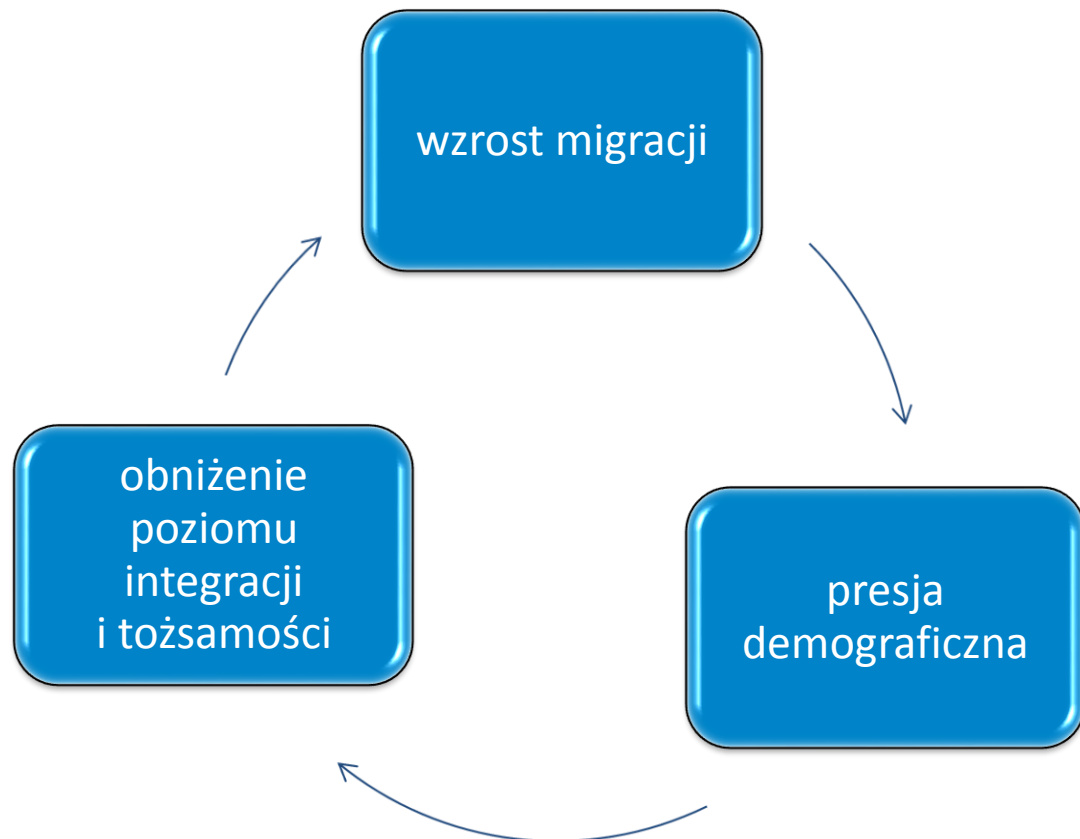 wzrost migracji
obniżenie
poziomu
integracji
i tożsamości
presja
demograficzna